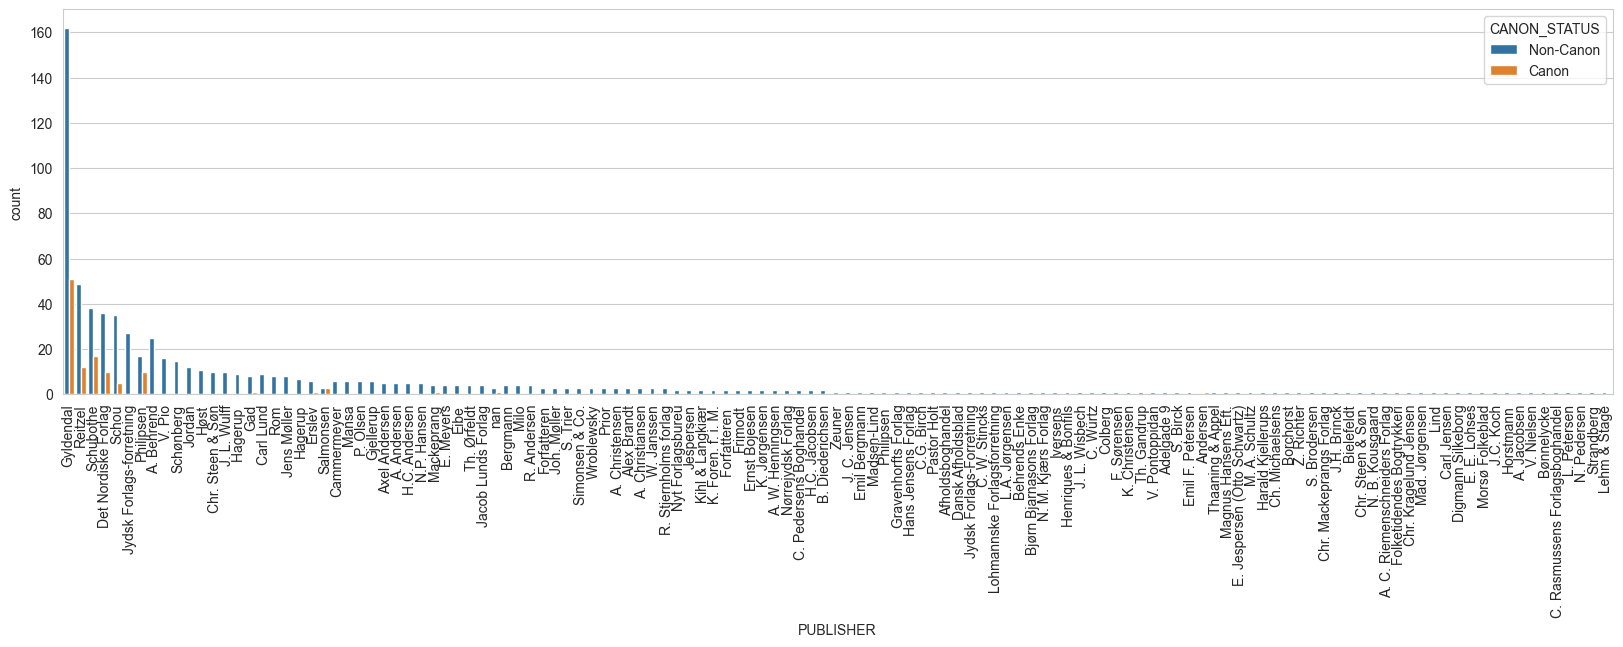 160
140
120
100
80
60
40
20
0
count
CANON_STATUS
Non-Canon
Canon
Gyldendal
Reitzel
Schubothe
Det Nordiske Forlag
Schou
Jydsk Forlags-forretning
Philipsen
A. Behrend
V. Pio
Schønberg
Jordan
Høst
Chr. Steen & Søn
J. L. Wulff
Hagerup
Gad
Carl Lund
Rom
Jens Møller
Hagerup
Erslev
Salmonsen
Cammermeyer
Mansa
P. Olsen
Gjellerup
Axel Andersen
A. Andersen
H.C. Andersen
N.P. Hansen
Mackeprang
E. Meyers
Eibe
Th. Ørfeldt
Jacob Lunds Forlag
nan
Bergmann
Milo
R. Andersen
Forfatteren
Joh. Møller
S. Trier
Simonsen & Co.
Wroblewsky
Prior
A. Christensen
Alex Brandt
A. Christiansen
W. Janssen
R. Stjernholms forlag
Nyt Forlagsbureu
Jespersen
Kihl & Langkjær
K. Foren. f. i. M.
Forfatteren
Frimodt
Ernst Bojesen
K. Jørgensen
A. W. Henningsen
Nørrejydsk Forlag
C. Pedersens Boghandel
H.C. Jacobsen
B. Diederichsen
Zeuner
J. C. Jensen
Emil Bergmann
Madsen-Lind
Philipsen
Gravenhorfts Forlag
Hans Jensens Forlag
C.G. Birch
Pastor Holt
Afholdsboghandel
Dansk Afholdsblad
Jydsk Forlags-Forretning
C. W. Stincks
Lohmannske Forlagsforretning
I.A. Jørgensen
Behrends Enke
Bjørn Bjarnasons Forlag
N. M. Kjærs Forlag
Iverseps
Henriques & Bonfils
J. L. Wisbech
C. Würtz
Colberg
F. Sørensen
K. Christensen
Th. Gandrup
V. Pontoppidan
Adelgade 9
S. Birck
Emil F. Petersen
Andersen
Thaaning & Appel
Magnus Hansens Eft.
E. Jespersen (Otto Schwartz)
M. A. Schultz
Harald Kjellerups
Ch. Michaelsens
Borchorst
Z. Richter
S. Brodersen
Chr. Mackeprangs Forlag
J.H. Brinck
Bielefeldt
Chr. Steen & Søn
N. B. Kousgaard
A. C. Riemenschneiders Forlag
Folketidendes Bogtrykkeri
Chr. Kragelund Jensen
Mad. Jørgensen
Lind
Carl Jensen
Digmann Silkeborg
E. L. Lohses
Morsø Folkeblad
J.C. Koch
Horstmann
A. Jacobsen
V. Nielsen
Bønnelycke
C. Rasmussens Forlagsboghandel
L. Petersen
N. Pedersen
Strandberg
Lehm & Stage
PUBLISHER